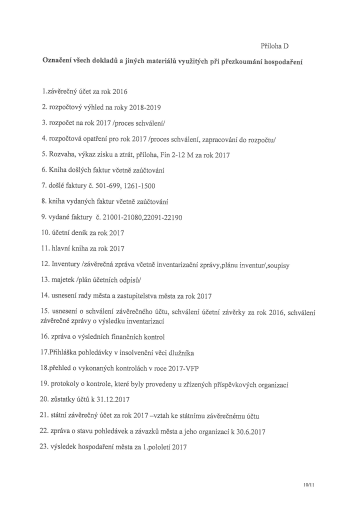 Příloha D
Označení všech dokladů a jiných materiálů využitých při přezkoumání hospodaření
1.závěrečný účet za rok 2016
2. rozpočtový výhled na roky 2018-2019
3. rozpočet na rok 2017 /proces schválení/
4. rozpočtová opatření pro rok 2017 /proces schválení, zapracování do rozpočtu/
5. Rozvaha, výkaz zisku a ztrát, příloha, Fin 2-12 M za rok 2017
6. Kniha došlých faktur včetně zaúčtování
7. došlé faktury č. 501-699, 1261-1500
8. kniha vydaných faktur včetně zaúčtování
9. vydané faktury č. 21001-21080,22091-22190
10. účetní deník za rok 2017
11. hlavní kniha za rok 2017
12. Inventury /závěrečná zpráva včetně inventarizační zprávy,plánu inventur/,soupisy
13. majetek /plán účetních odpisů/
14. usnesení rady města a zastupitelstva města za rok 2017
15. usnesení o schválení závěrečného účtu, schválení účetní závěrky za rok 2016, schválení
závěrečné zprávy o výsledku inventarizací
16. zpráva o výsledních finančních kontrol
17.Přihláška pohledávky v insolvenční věci dlužníka
18.přehled o vykonaných kontrolách v roce 2017-VFP
19. protokoly o kontrole, které byly provedeny u zřízených příspěvkových organizací
20. zůstatky účtů k 31.12.2017
21. státní závěrečný účet za rok 2017 –vztah ke státnímu závěrečnému účtu
22. zpráva o stavu pohledávek a závazků města a jeho organizací k 30.6.2017
23. výsledek hospodaření města za 1.pololetí 2017
10/11